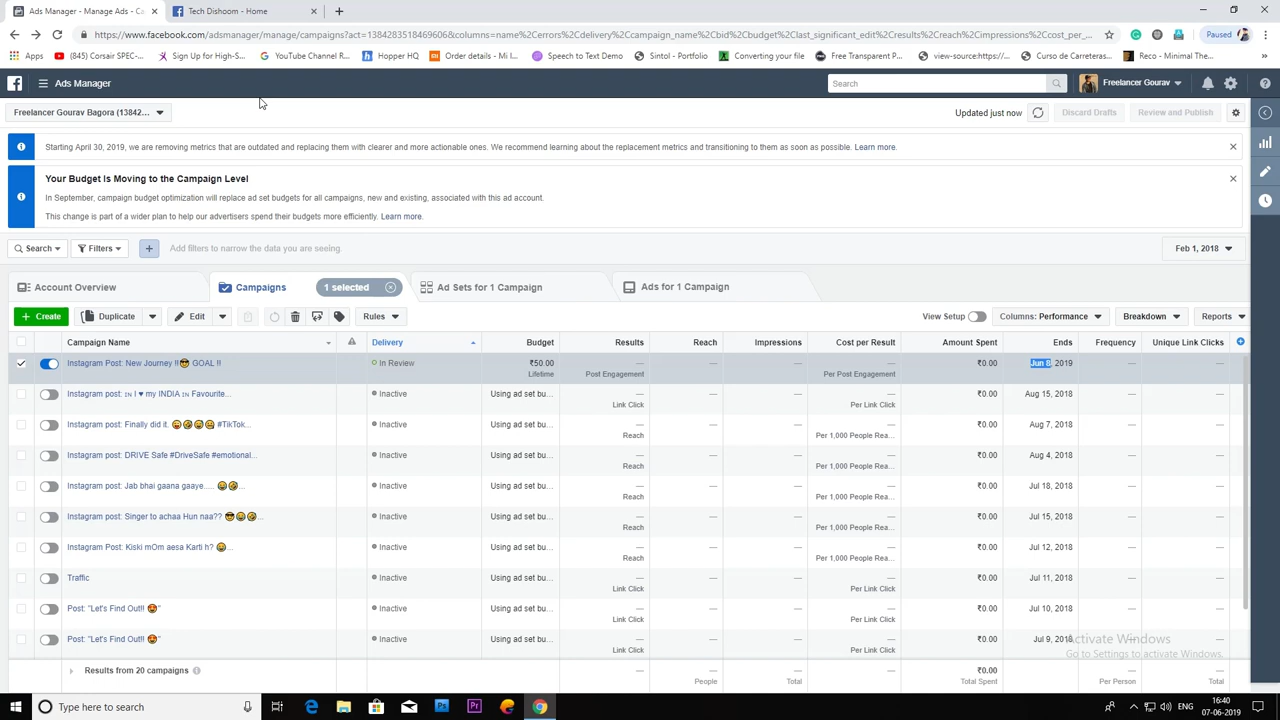 Ads Manager - Manage Ads - Ca
Tech Dishoom - Home
https://www.facebook.com/adsmanager/manage/campaigns?act=1384283518469606&columns=name%2Cerrors%2Cdelivery%2Ccampaign_name%2Cbid%2Cbudget%2Clast_significant_edit%2Cresults%2Creach%2Cimpressions%2Ccost_per_...
Paused
Apps
(845) Corsair SPEC-...
Sign Up for High-S...
YouTube Channel R...
Hopper HQ
Order details - Mi I...
Speech to Text Demo
Sintol - Portfolio
Converting your file
Free Transparent P...
view-source:https:/...
Curso de Carreteras...
Reco - Minimal The...
Ads Manager
Search
Freelancer Gourav
Freelancer Gourav Bagora (13842...
Updated just now
Discard Drafts
Review and Publish
Starting April 30, 2019, we are removing metrics that are outdated and replacing them with clearer and more actionable ones. We recommend learning about the replacement metrics and transitioning to them as soon as possible. Learn more.
Your Budget Is Moving to the Campaign Level
In September, campaign budget optimization will replace ad set budgets for all campaigns, new and existing, associated with this ad account.
This change is part of a wider plan to help our advertisers spend their budgets more efficiently. Learn more.
Search
Filters
Add filters to narrow the data you are seeing.
Feb 1, 2018
Account Overview
Campaigns
1 selected
Ad Sets for 1 Campaign
Ads for 1 Campaign
+ Create
Duplicate
Edit
Rules
View Setup
Columns: Performance
Breakdown
Reports
Campaign Name
Delivery
Budget
Results
Reach
Impressions
Cost per Result
Amount Spent
Ends
Frequency
Unique Link Clicks
Instagram Post: New Journey !!😎 GOAL !! In Review ₹50.00 — — — — ₹0.00 Jun 8, 2019 — —
Lifetime Post Engagement Per Post Engagement
Instagram post: ɪɴ I ♥ my INDIA ɪɴ Favourite... Inactive Using ad set bu... — — — — ₹0.00 Aug 15, 2018 — —
Link Click Per Link Click
Instagram post: Finally did it. #TikTok... Inactive Using ad set bu... — — — — ₹0.00 Aug 7, 2018 — —
Reach Per 1,000 People Rea...
Instagram post: DRIVE Safe #DriveSafe #emotional... Inactive Using ad set bu... — — — — ₹0.00 Aug 4, 2018 — —
Reach Per 1,000 People Rea...
Instagram post: Jab bhai gaana gaaye..... 😄🤣... Inactive Using ad set bu... — — — — ₹0.00 Jul 18, 2018 — —
Reach Per 1,000 People Rea...
Instagram post: Singer to achaa Hun naa?? 😎😄🤣... Inactive Using ad set bu... — — — — ₹0.00 Jul 15, 2018 — —
Reach Per 1,000 People Rea...
Instagram Post: Kiski mOm aesa Karti h? 😄... Inactive Using ad set bu... — — — — ₹0.00 Jul 12, 2018 — —
Reach Per 1,000 People Rea...
Traffic Inactive Using ad set bu... — — — — ₹0.00 Jul 11, 2018 — —
Link Click Per Link Click
Post: "Let's Find Out!! 😍" Inactive Using ad set bu... — — — — ₹0.00 Jul 10, 2018 — —
Link Click Per Link Click
Post: "Let's Find Out!! 😍" Inactive Using ad set bu... — — — — ₹0.00 Jul 9, 2018 — —
Link Click Per Link Click
Activate Windows
Go to Settings to activate Windows.
Results from 20 campaigns — — ₹0.00 — —
People Total Total Spent Per Person Total
Type here to search
16:40
07-06-2019